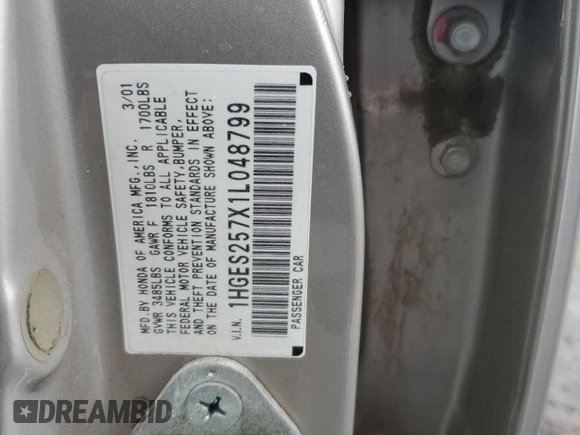 MFD.BY HONDA OF AMERICA MFG.,INC. 3/01
GVWR 3485LBS GAWR F 1810LBS R 1700LBS
THIS VEHICLE CONFORMS TO ALL APPLICABLE
FEDERAL MOTOR VEHICLE SAFETY,BUMPER,
AND THEFT PREVENTION STANDARDS IN EFFECT
ON THE DATE OF MANUFACTURE SHOWN ABOVE:
V.I.N. 1HGES257X1L048799
PASSENGER CAR
DREAMBID